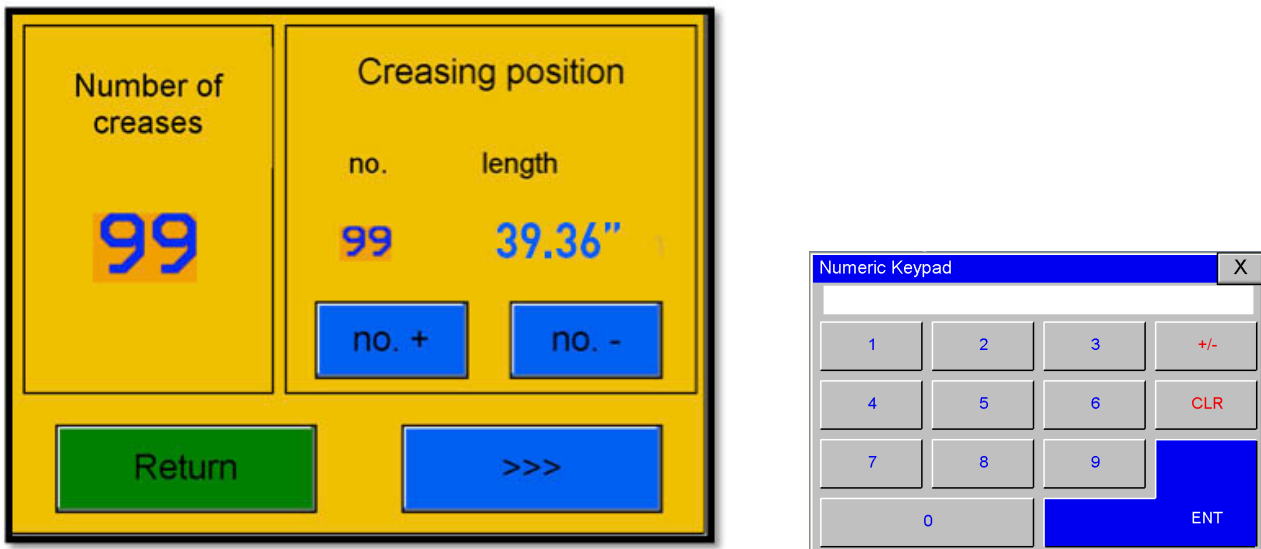 Number of
creases
99
Creasing position
no. length
99 39.36”
no. + no. -
Return >>>
Numeric Keypad X
1 2 3 +/-
4 5 6 CLR
7 8 9
0 ENT